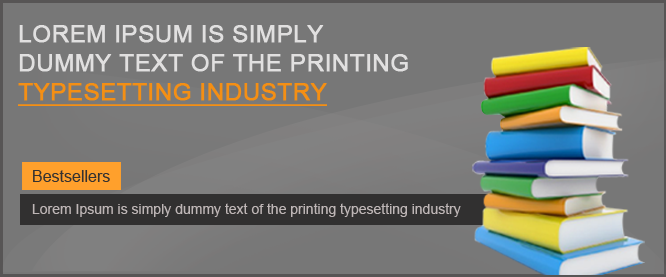 LOREM IPSUM IS SIMPLY
DUMMY TEXT OF THE PRINTING
TYPESETTING INDUSTRY
Bestsellers
Lorem Ipsum is simply dummy text of the printing typesetting industry